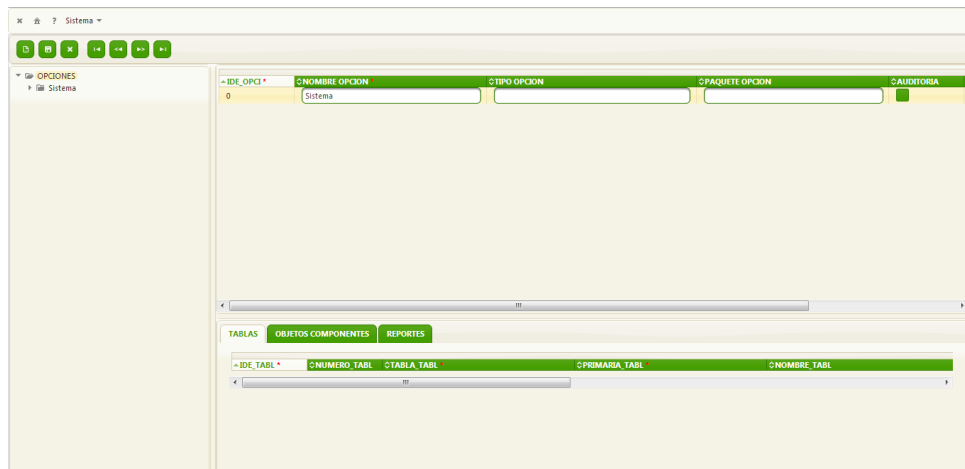 ? Sistema
OPCIONES
Sistema
IDE_OPCI * NOMBRE OPCION * TIPO OPCION PAQUETE OPCION AUDITORIA
0 Sistema
TABLAS OBJETOS COMPONENTES REPORTES
IDE_TABL * NUMERO_TABL TABLA_TABL * PRIMARIA_TABL * NOMBRE_TABL